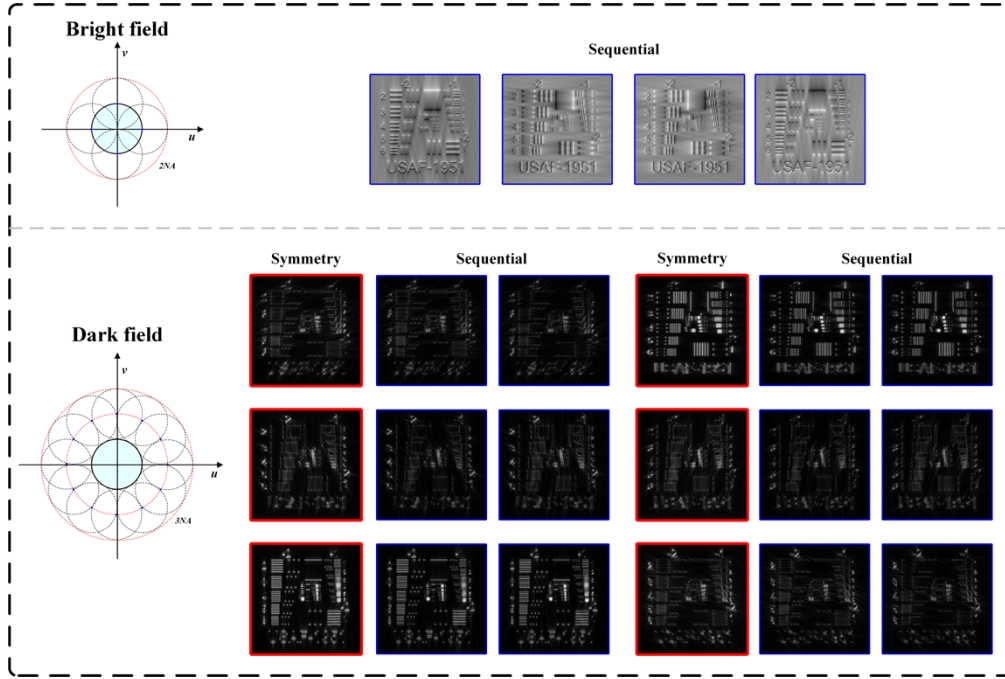 Bright field
v
u
2NA
Sequential
USAF-1951
USAF-1951
USAF-1951
USAF-1951
Dark field
v
u
3NA
Symmetry
Sequential
Symmetry
Sequential